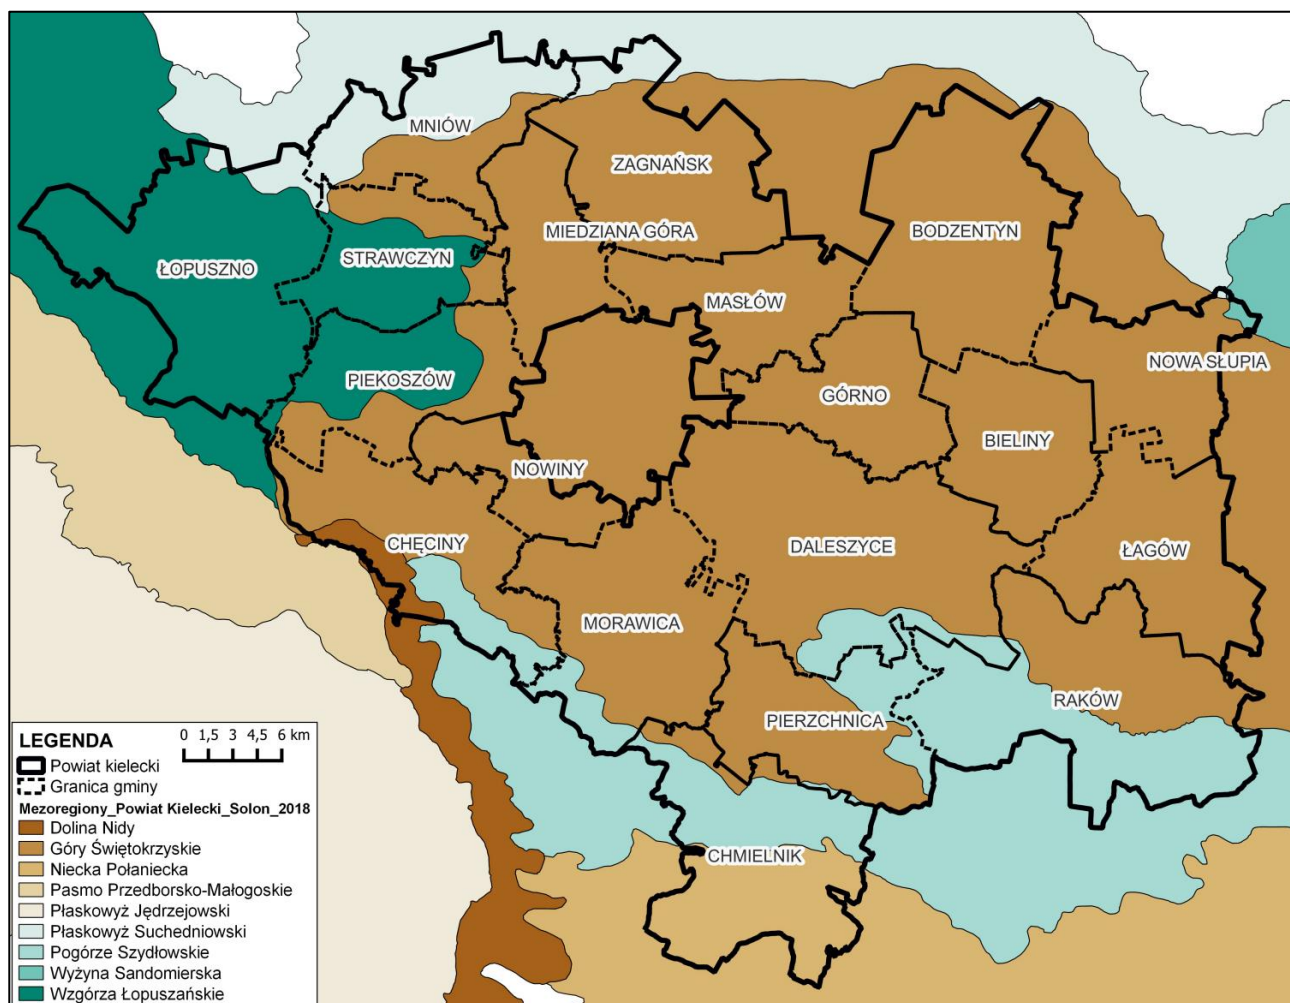 MNIÓW
ZAGNAŃSK
MIEDZIANA GÓRA
BODZENTYN
STRAWCZYN
ŁOPUSZNO
MASŁÓW
NOWA SŁUPIA
PIEKOSZÓW
GÓRNO
BIELINY
NOWINY
CHĘCINY
DALESZYCE
ŁAGÓW
MORAWICA
RAKÓW
PIERZCHNICA
CHMIELNIK
LEGENDA
0 1,5 3 4,5 6 km
Powiat kielecki
Granica gminy
Mezoregiony_Powiat Kielecki_Solon_2018
Dolina Nidy
Góry Świętokrzyskie
Niecka Połaniecka
Pasmo Przedborsko-Małogoskie
Płaskowyż Jędrzejowski
Płaskowyż Suchedniowski
Pogórze Szydłowskie
Wyżyna Sandomierska
Wzgórza Łopuszańskie